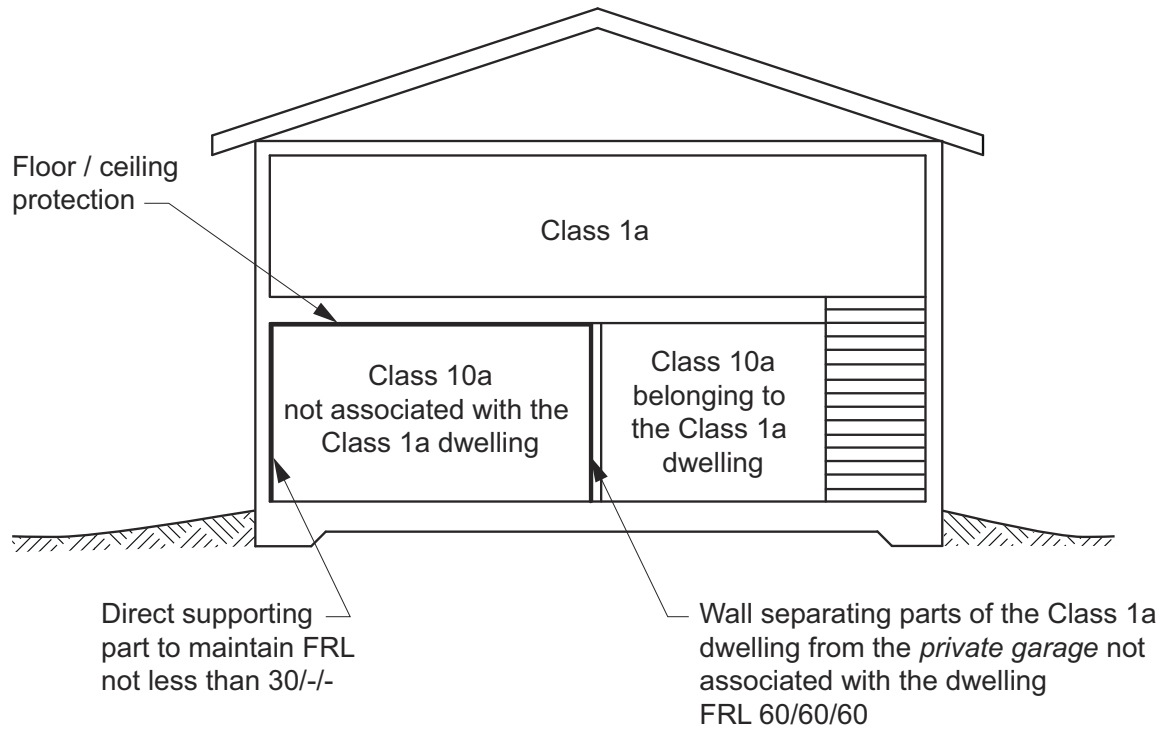 Floor / ceiling
protection
Class 1a
Class 10a
not associated with the
Class 1a dwelling
Class 10a
belonging to
the Class 1a
dwelling
Direct supporting
part to maintain FRL
not less than 30/-/-
Wall separating parts of the Class 1a
dwelling from the private garage not
associated with the dwelling
FRL 60/60/60